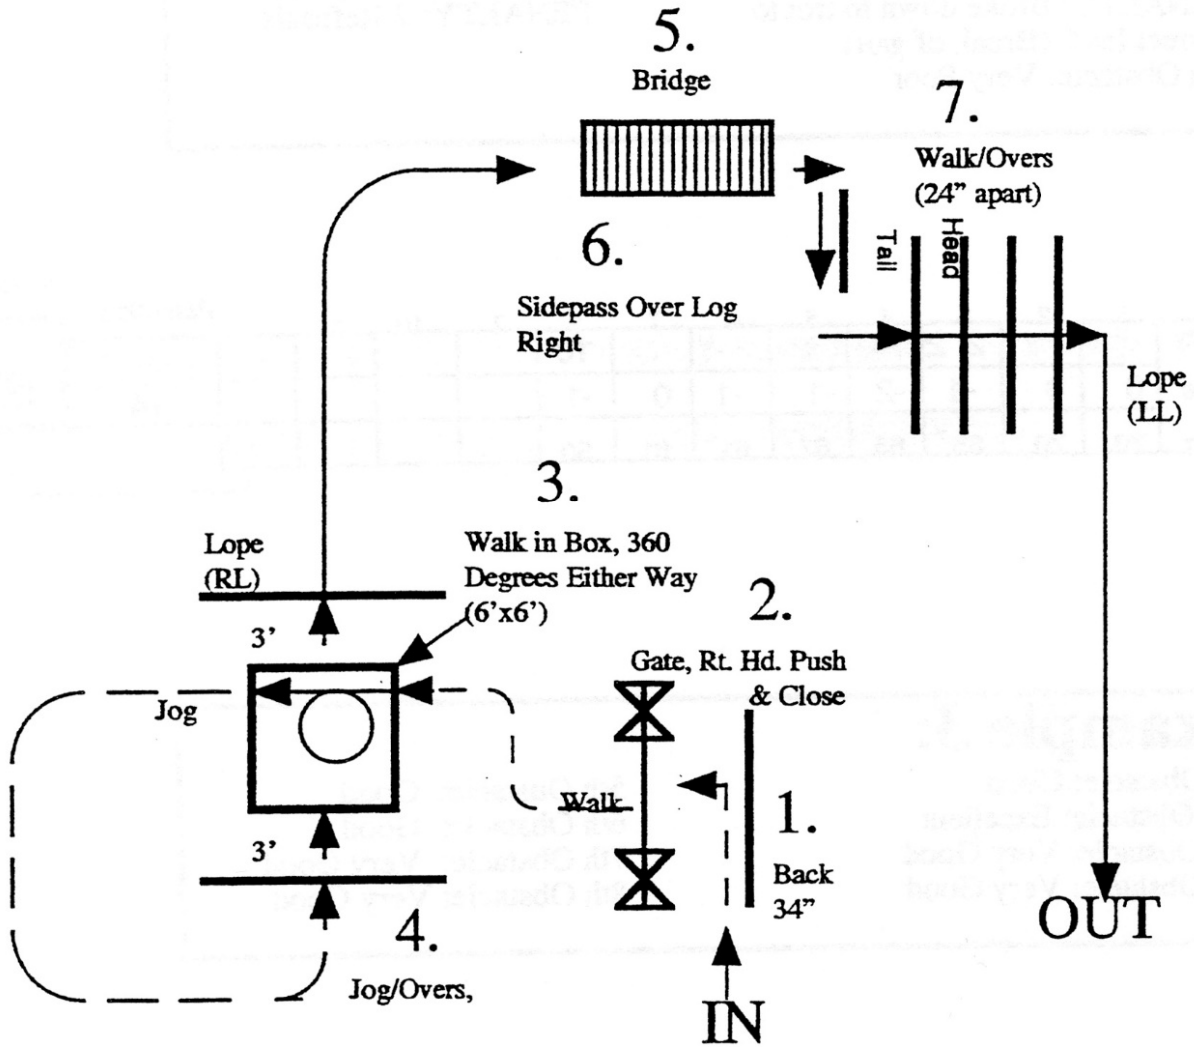 5.
Bridge
7.
Walk/Overs
(24” apart)
Tail
Head
6.
Sidepass Over Log
Right
Lope
(LL)
3.
Walk in Box, 360
Degrees Either Way
(6’x6’)
Lope
(RL)
3’
2.
Gate, Rt. Hd. Push
& Close
Jog
Walk
1.
Back
34”
3’
4.
Jog/Overs,
OUT
IN